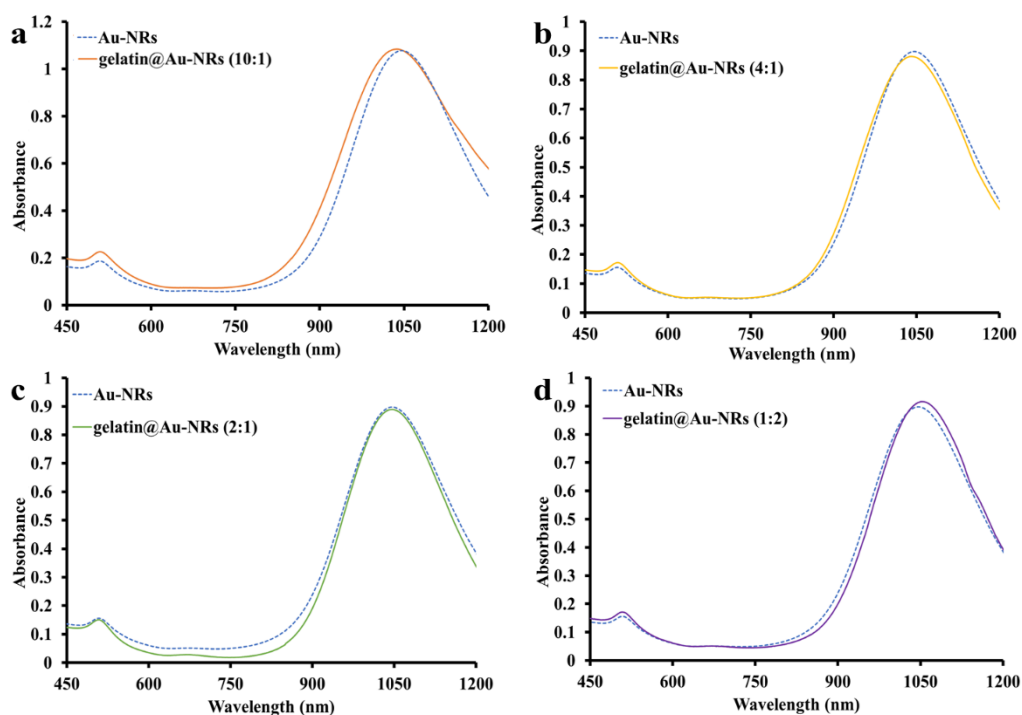 a
Au-NRs
gelatin@Au-NRs (10:1)
Absorbance
1.2
1
0.8
0.6
0.4
0.2
0
450 600 750 900 1050 1200
Wavelength (nm)
b
Au-NRs
gelatin@Au-NRs (4:1)
Absorbance
1
0.9
0.8
0.7
0.6
0.5
0.4
0.3
0.2
0.1
0
450 600 750 900 1050 1200
Wavelength (nm)
c
Au-NRs
gelatin@Au-NRs (2:1)
Absorbance
1
0.9
0.8
0.7
0.6
0.5
0.4
0.3
0.2
0.1
0
450 600 750 900 1050 1200
Wavelength (nm)
d
Au-NRs
gelatin@Au-NRs (1:2)
Absorbance
1
0.9
0.8
0.7
0.6
0.5
0.4
0.3
0.2
0.1
0
450 600 750 900 1050 1200
Wavelength (nm)